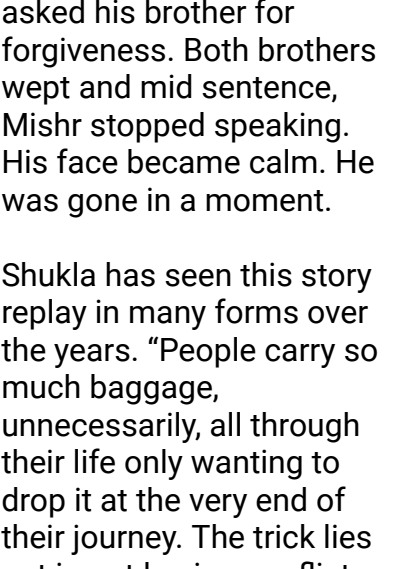 asked his brother for
forgiveness. Both brothers
wept and mid sentence,
Mishr stopped speaking.
His face became calm. He
was gone in a moment.

Shukla has seen this story
replay in many forms over
the years. “People carry so
much baggage,
unnecessarily, all through
their life only wanting to
drop it at the very end of
their journey. The trick lies